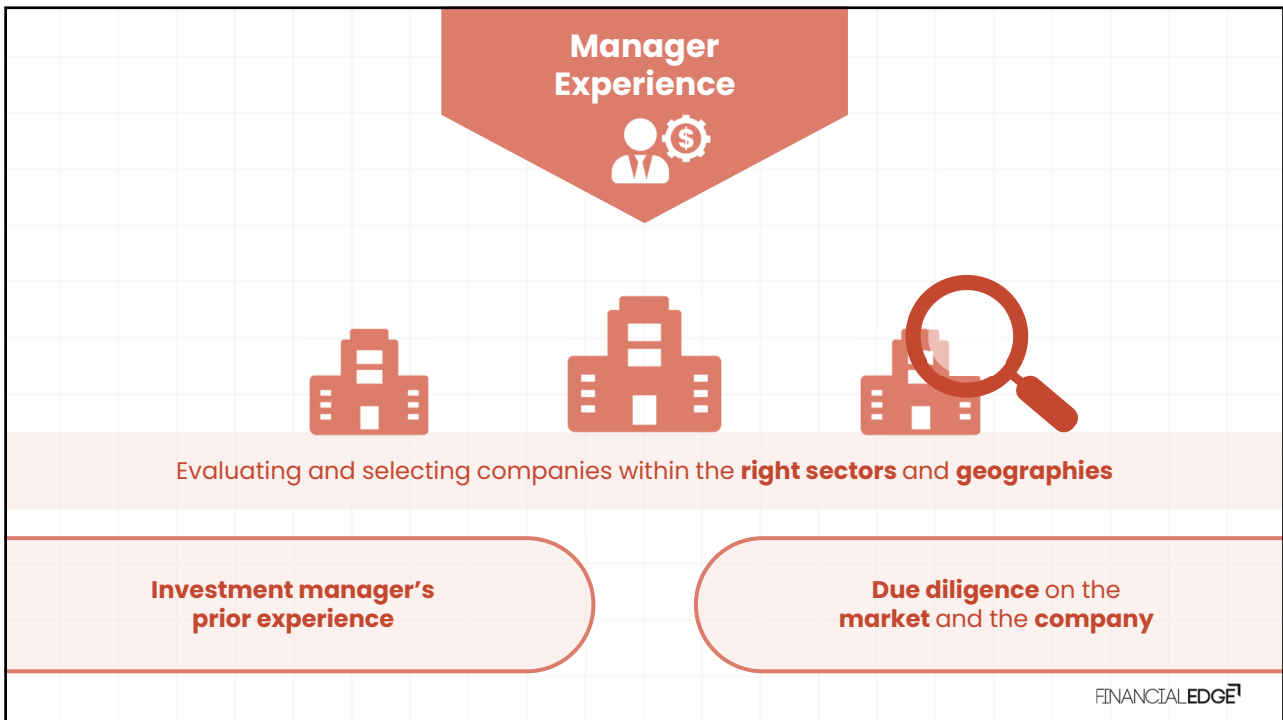 Manager
Experience
$
Evaluating and selecting companies within the right sectors and geographies
Investment manager’s
prior experience
Due diligence on the
market and the company
FINANCIALEDGE